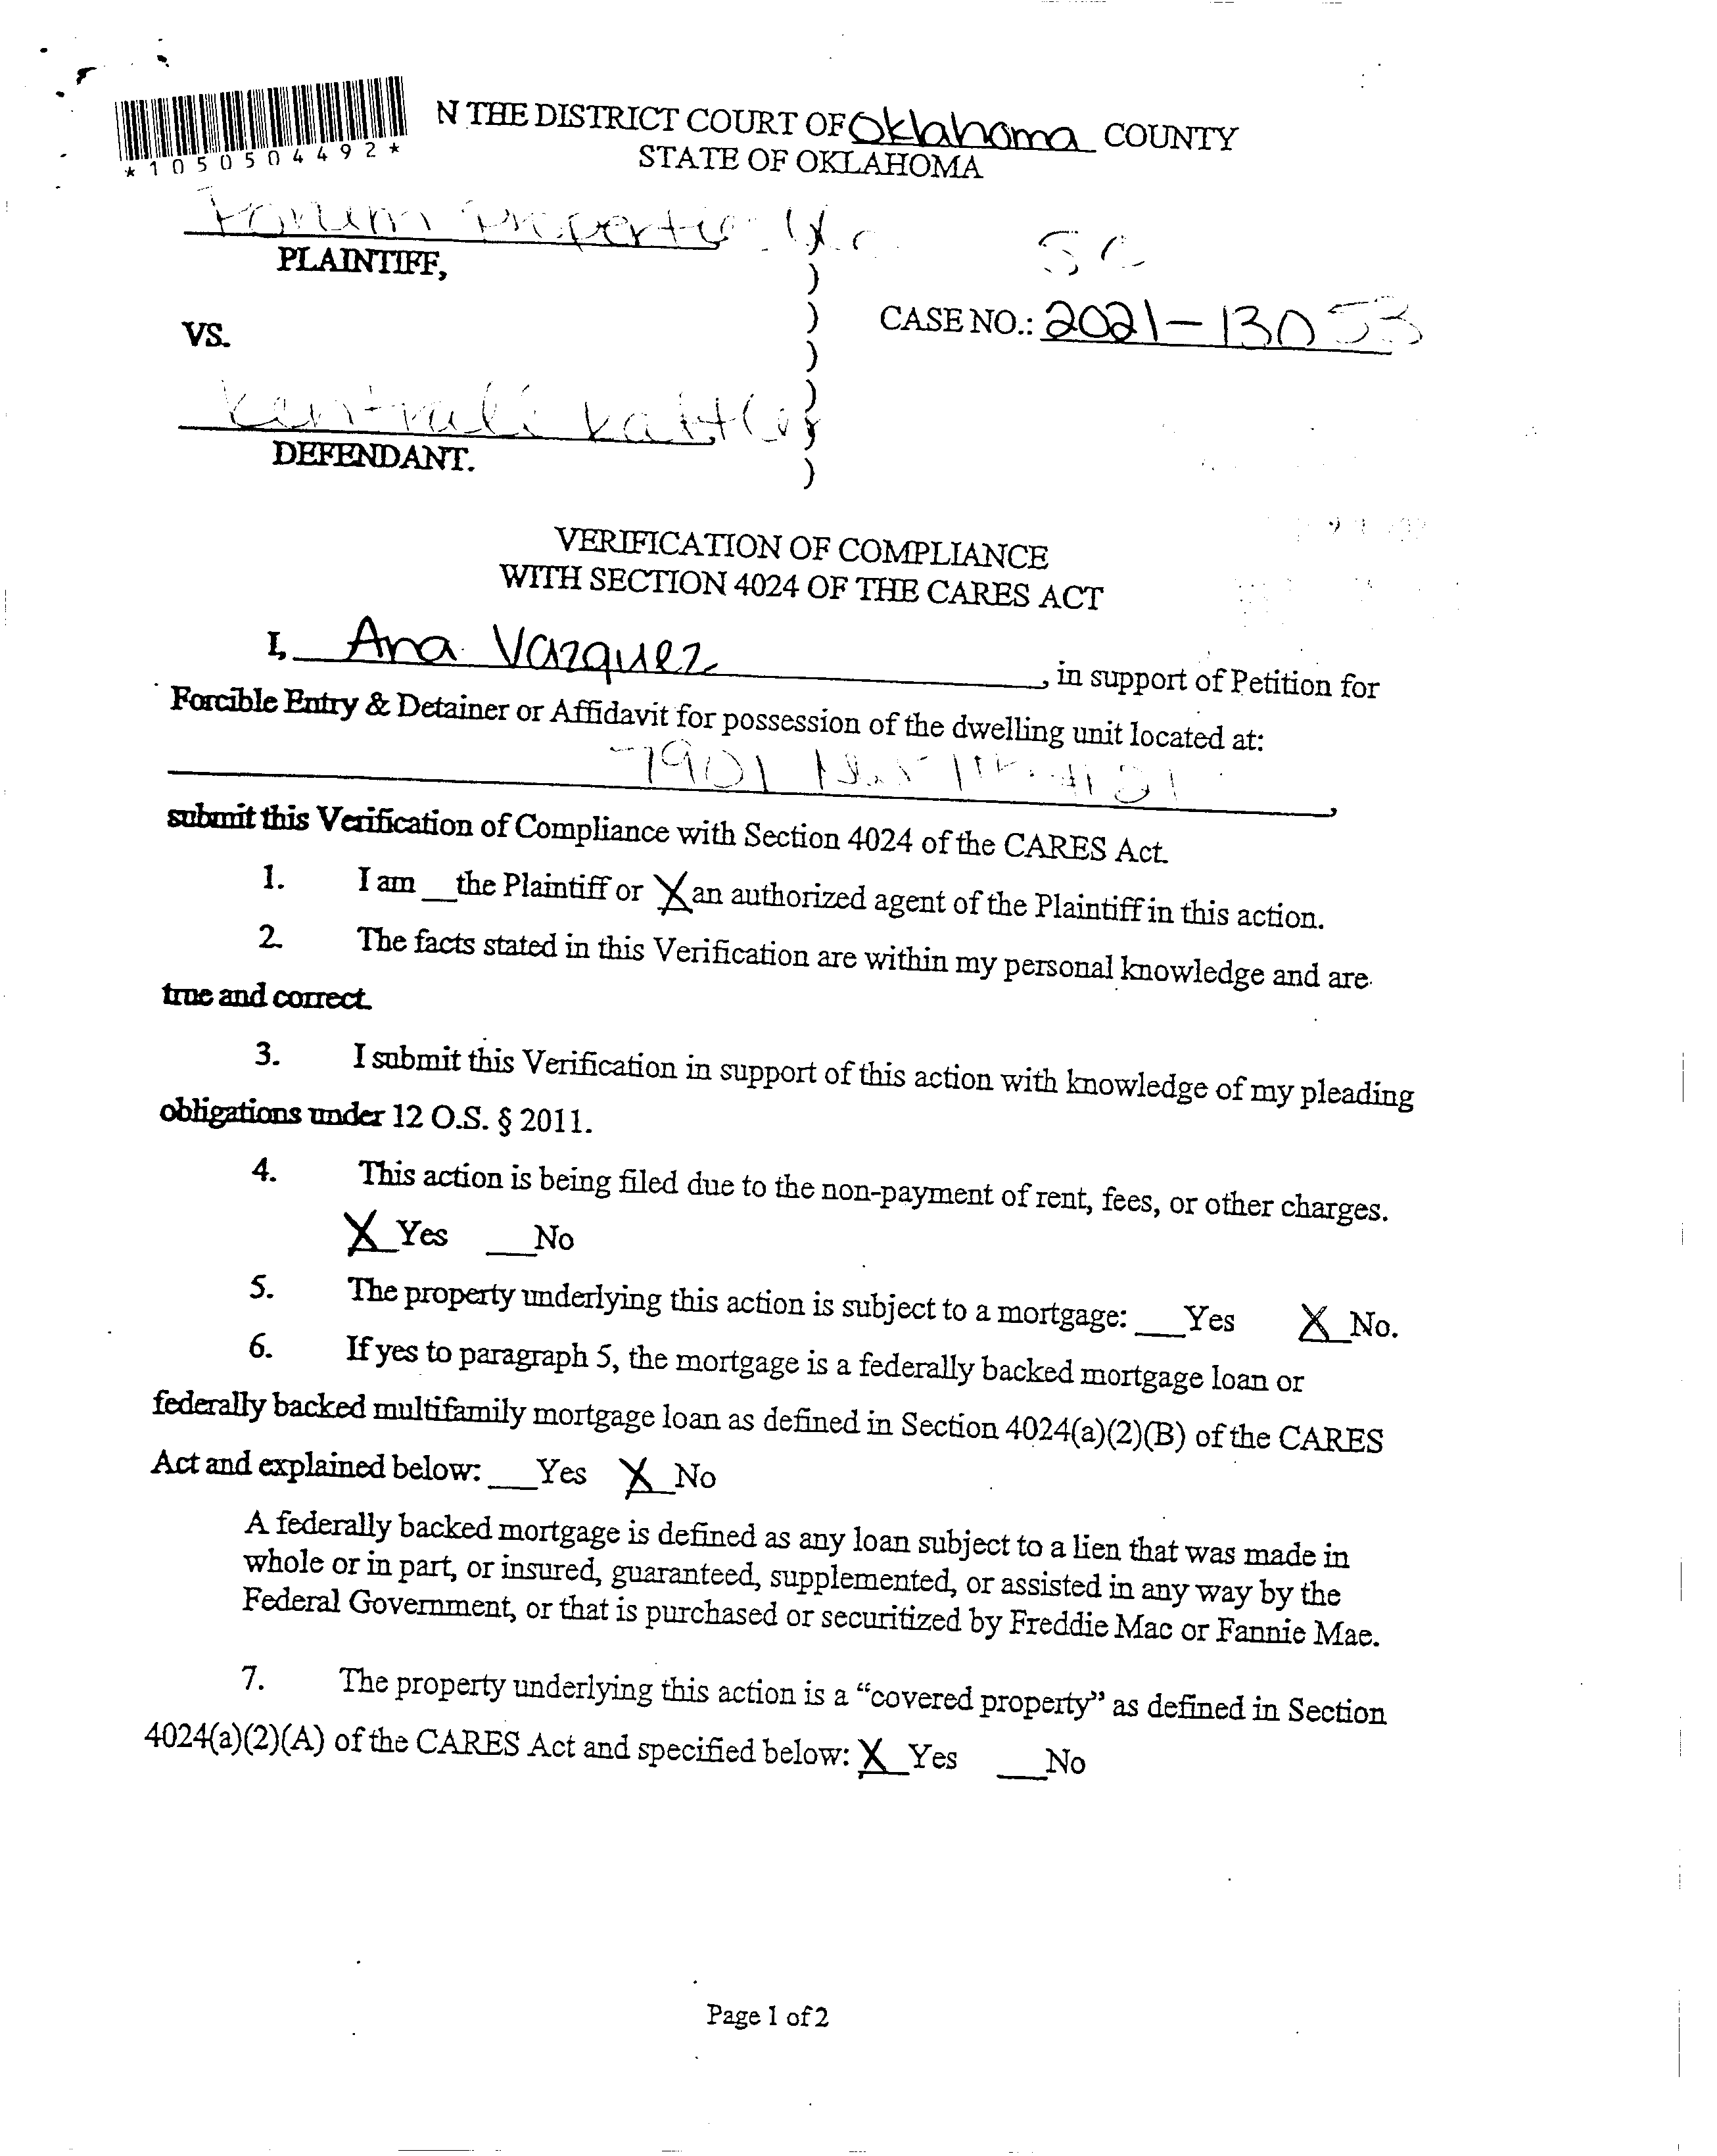 *1050504492*
N THE DISTRICT COURT OF Oklahoma COUNTY
STATE OF OKLAHOMA
PLAINTIFF,
SC
VS.
CASE NO.: 2021-13053
DEFENDANT.
VERIFICATION OF COMPLIANCE
WITH SECTION 4024 OF THE CARES ACT
I, Ana Vazquez, in support of Petition for
Forcible Entry & Detainer or Affidavit for possession of the dwelling unit located at:
7901
,
submit this Verification of Compliance with Section 4024 of the CARES Act.
1. I am __the Plaintiff or X an authorized agent of the Plaintiff in this action.
2. The facts stated in this Verification are within my personal knowledge and are
true and correct.
3. I submit this Verification in support of this action with knowledge of my pleading
obligations under 12 O.S. § 2011.
4. This action is being filed due to the non-payment of rent, fees, or other charges.
X Yes ___No
5. The property underlying this action is subject to a mortgage: ___Yes X No.
6. If yes to paragraph 5, the mortgage is a federally backed mortgage loan or
federally backed multifamily mortgage loan as defined in Section 4024(a)(2)(B) of the CARES
Act and explained below: ___Yes X No
A federally backed mortgage is defined as any loan subject to a lien that was made in
whole or in part, or insured, guaranteed, supplemented, or assisted in any way by the
Federal Government, or that is purchased or securitized by Freddie Mac or Fannie Mae.
7. The property underlying this action is a “covered property” as defined in Section
4024(a)(2)(A) of the CARES Act and specified below: X Yes ___No
Page 1 of 2